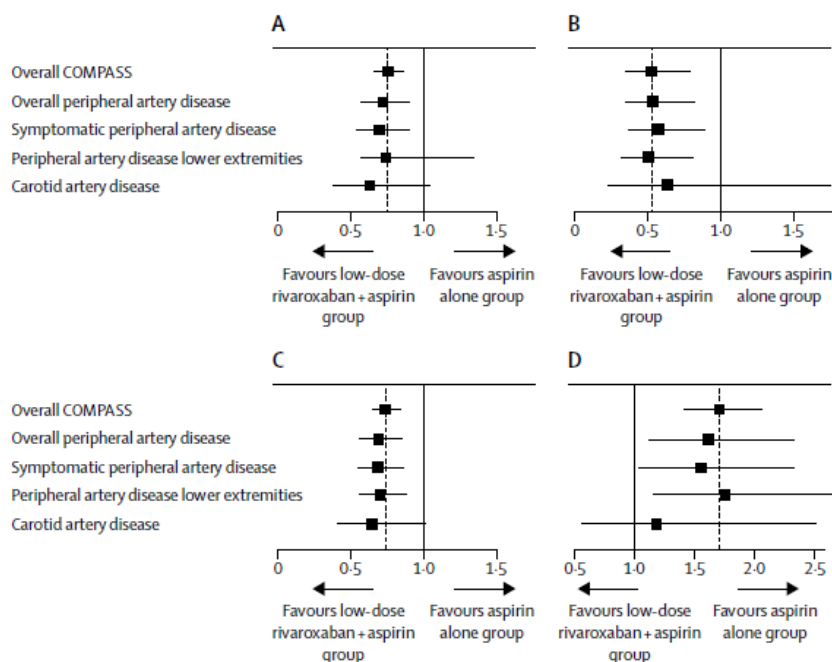 A
B
Overall COMPASS
Overall peripheral artery disease
Symptomatic peripheral artery disease
Peripheral artery disease lower extremities
Carotid artery disease
0 0·5 1·0 1·5
0 0·5 1·0 1·5
Favours low-dose
rivaroxaban + aspirin
group
Favours aspirin
alone group
Favours low-dose
rivaroxaban + aspirin
group
Favours aspirin
alone group
C
D
Overall COMPASS
Overall peripheral artery disease
Symptomatic peripheral artery disease
Peripheral artery disease lower extremities
Carotid artery disease
0 0·5 1·0 1·5
0·5 1·0 1·5 2·0 2·5
Favours low-dose
rivaroxaban + aspirin
group
Favours aspirin
alone group
Favours low-dose
rivaroxaban + aspirin
group
Favours aspirin
alone group